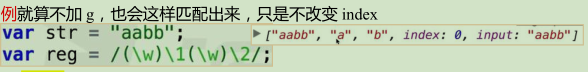 例就算不加 g，也会这样匹配出来，只是不改变 index
var str = "aabb";
▶ ["aabb", "a", "b", index: 0, input: "aabb"]
var reg = /(\w)\1(\w)\2/;